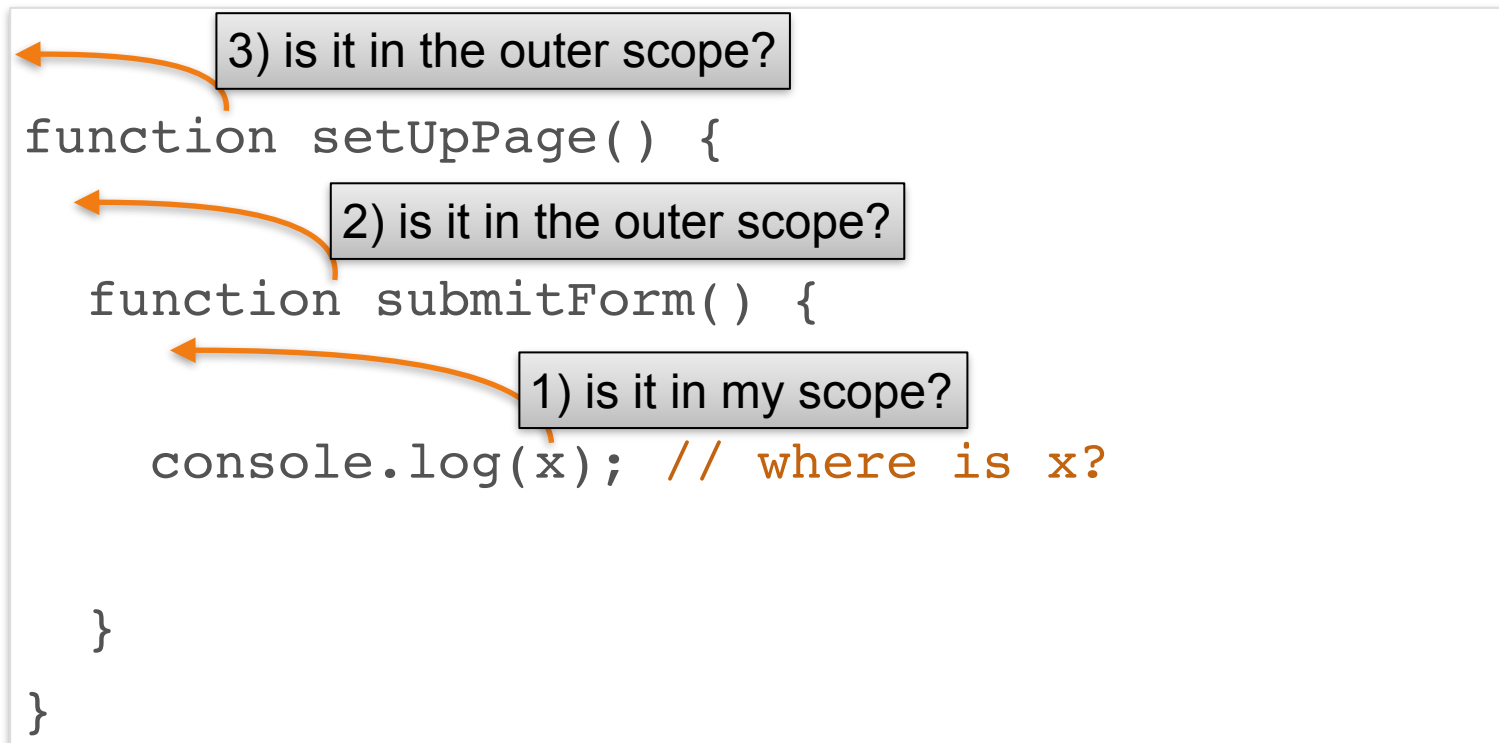 3) is it in the outer scope?
function setUpPage() {
2) is it in the outer scope?
function submitForm() {
1) is it in my scope?
console.log(x); // where is x?
}
}